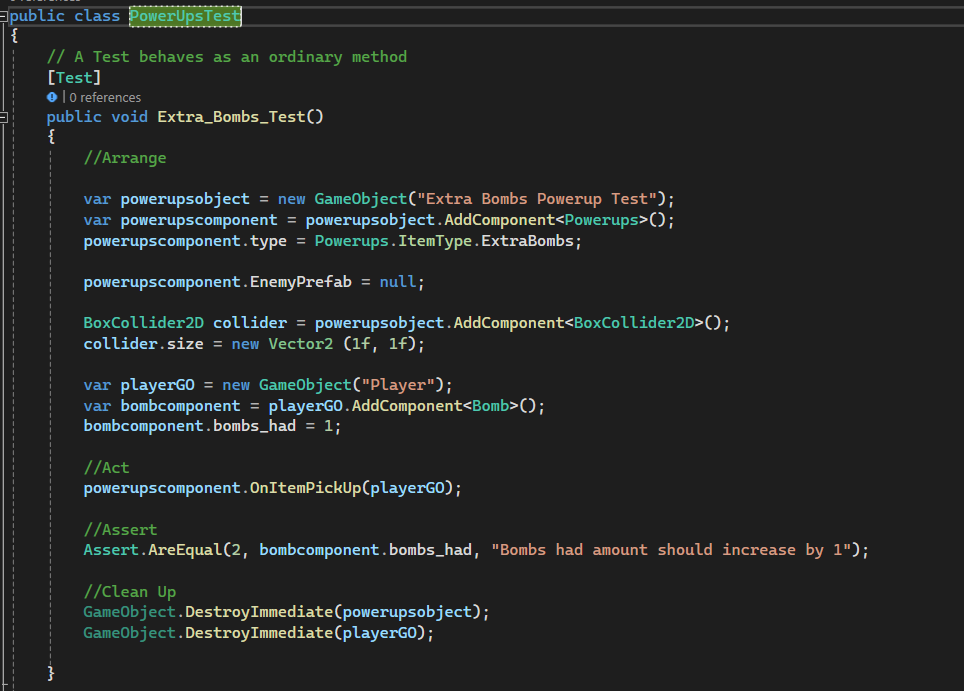 public class PowerUpsTest
{
// A Test behaves as an ordinary method
[Test]
| 0 references
public void Extra_Bombs_Test()
{
//Arrange
var powerupsobject = new GameObject("Extra Bombs Powerup Test");
var powerupscomponent = powerupsobject.AddComponent<Powerups>();
powerupscomponent.type = Powerups.ItemType.ExtraBombs;
powerupscomponent.EnemyPrefab = null;
BoxCollider2D collider = powerupsobject.AddComponent<BoxCollider2D>();
collider.size = new Vector2 (1f, 1f);
var playerGO = new GameObject("Player");
var bombcomponent = playerGO.AddComponent<Bomb>();
bombcomponent.bombs_had = 1;
//Act
powerupscomponent.OnItemPickUp(playerGO);
//Assert
Assert.AreEqual(2, bombcomponent.bombs_had, "Bombs had amount should increase by 1");
//Clean Up
GameObject.DestroyImmediate(powerupsobject);
GameObject.DestroyImmediate(playerGO);
}